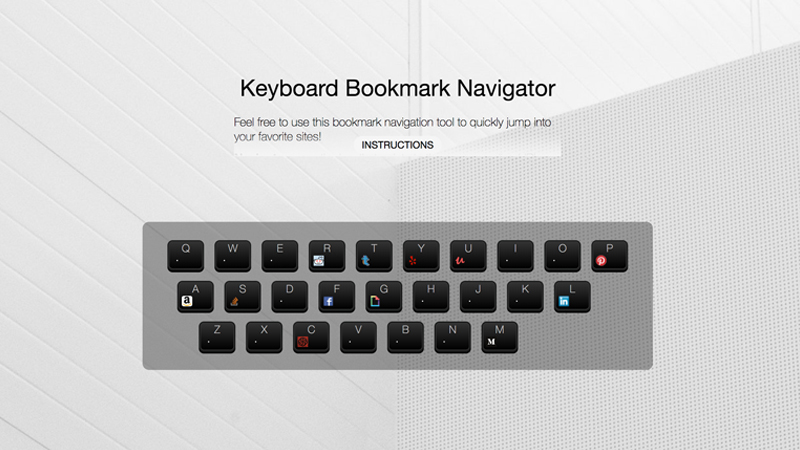 Keyboard Bookmark Navigator
Feel free to use this bookmark navigation tool to quickly jump into
your favorite sites!
INSTRUCTIONS
Q W E R T Y U I O P
A S D F G H J K L
Z X C V B N M